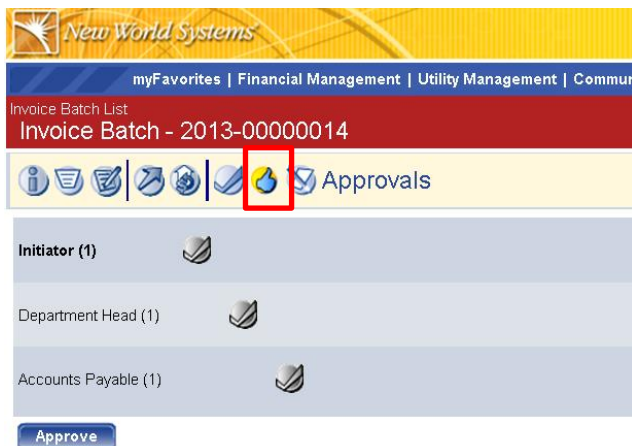 New World Systems
myFavorites | Financial Management | Utility Management | Commun
Invoice Batch List
Invoice Batch - 2013-00000014
Approvals
Initiator (1)
Department Head (1)
Accounts Payable (1)
Approve